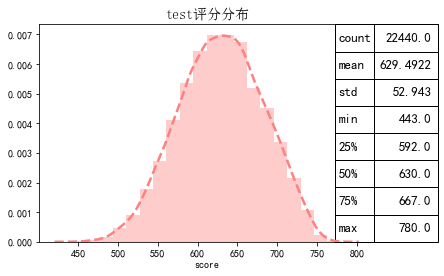 test评分分布
0.007
0.006
0.005
0.004
0.003
0.002
0.001
0.000
450 500 550 600 650 700 750 800
score
count 22440.0
mean 629.4922
std 52.943
min 443.0
25% 592.0
50% 630.0
75% 667.0
max 780.0